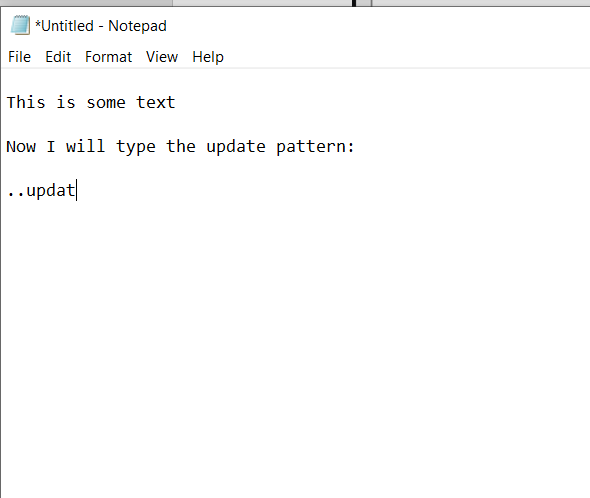 *Untitled - Notepad
File Edit Format View Help
This is some text
Now I will type the update pattern:
..updat